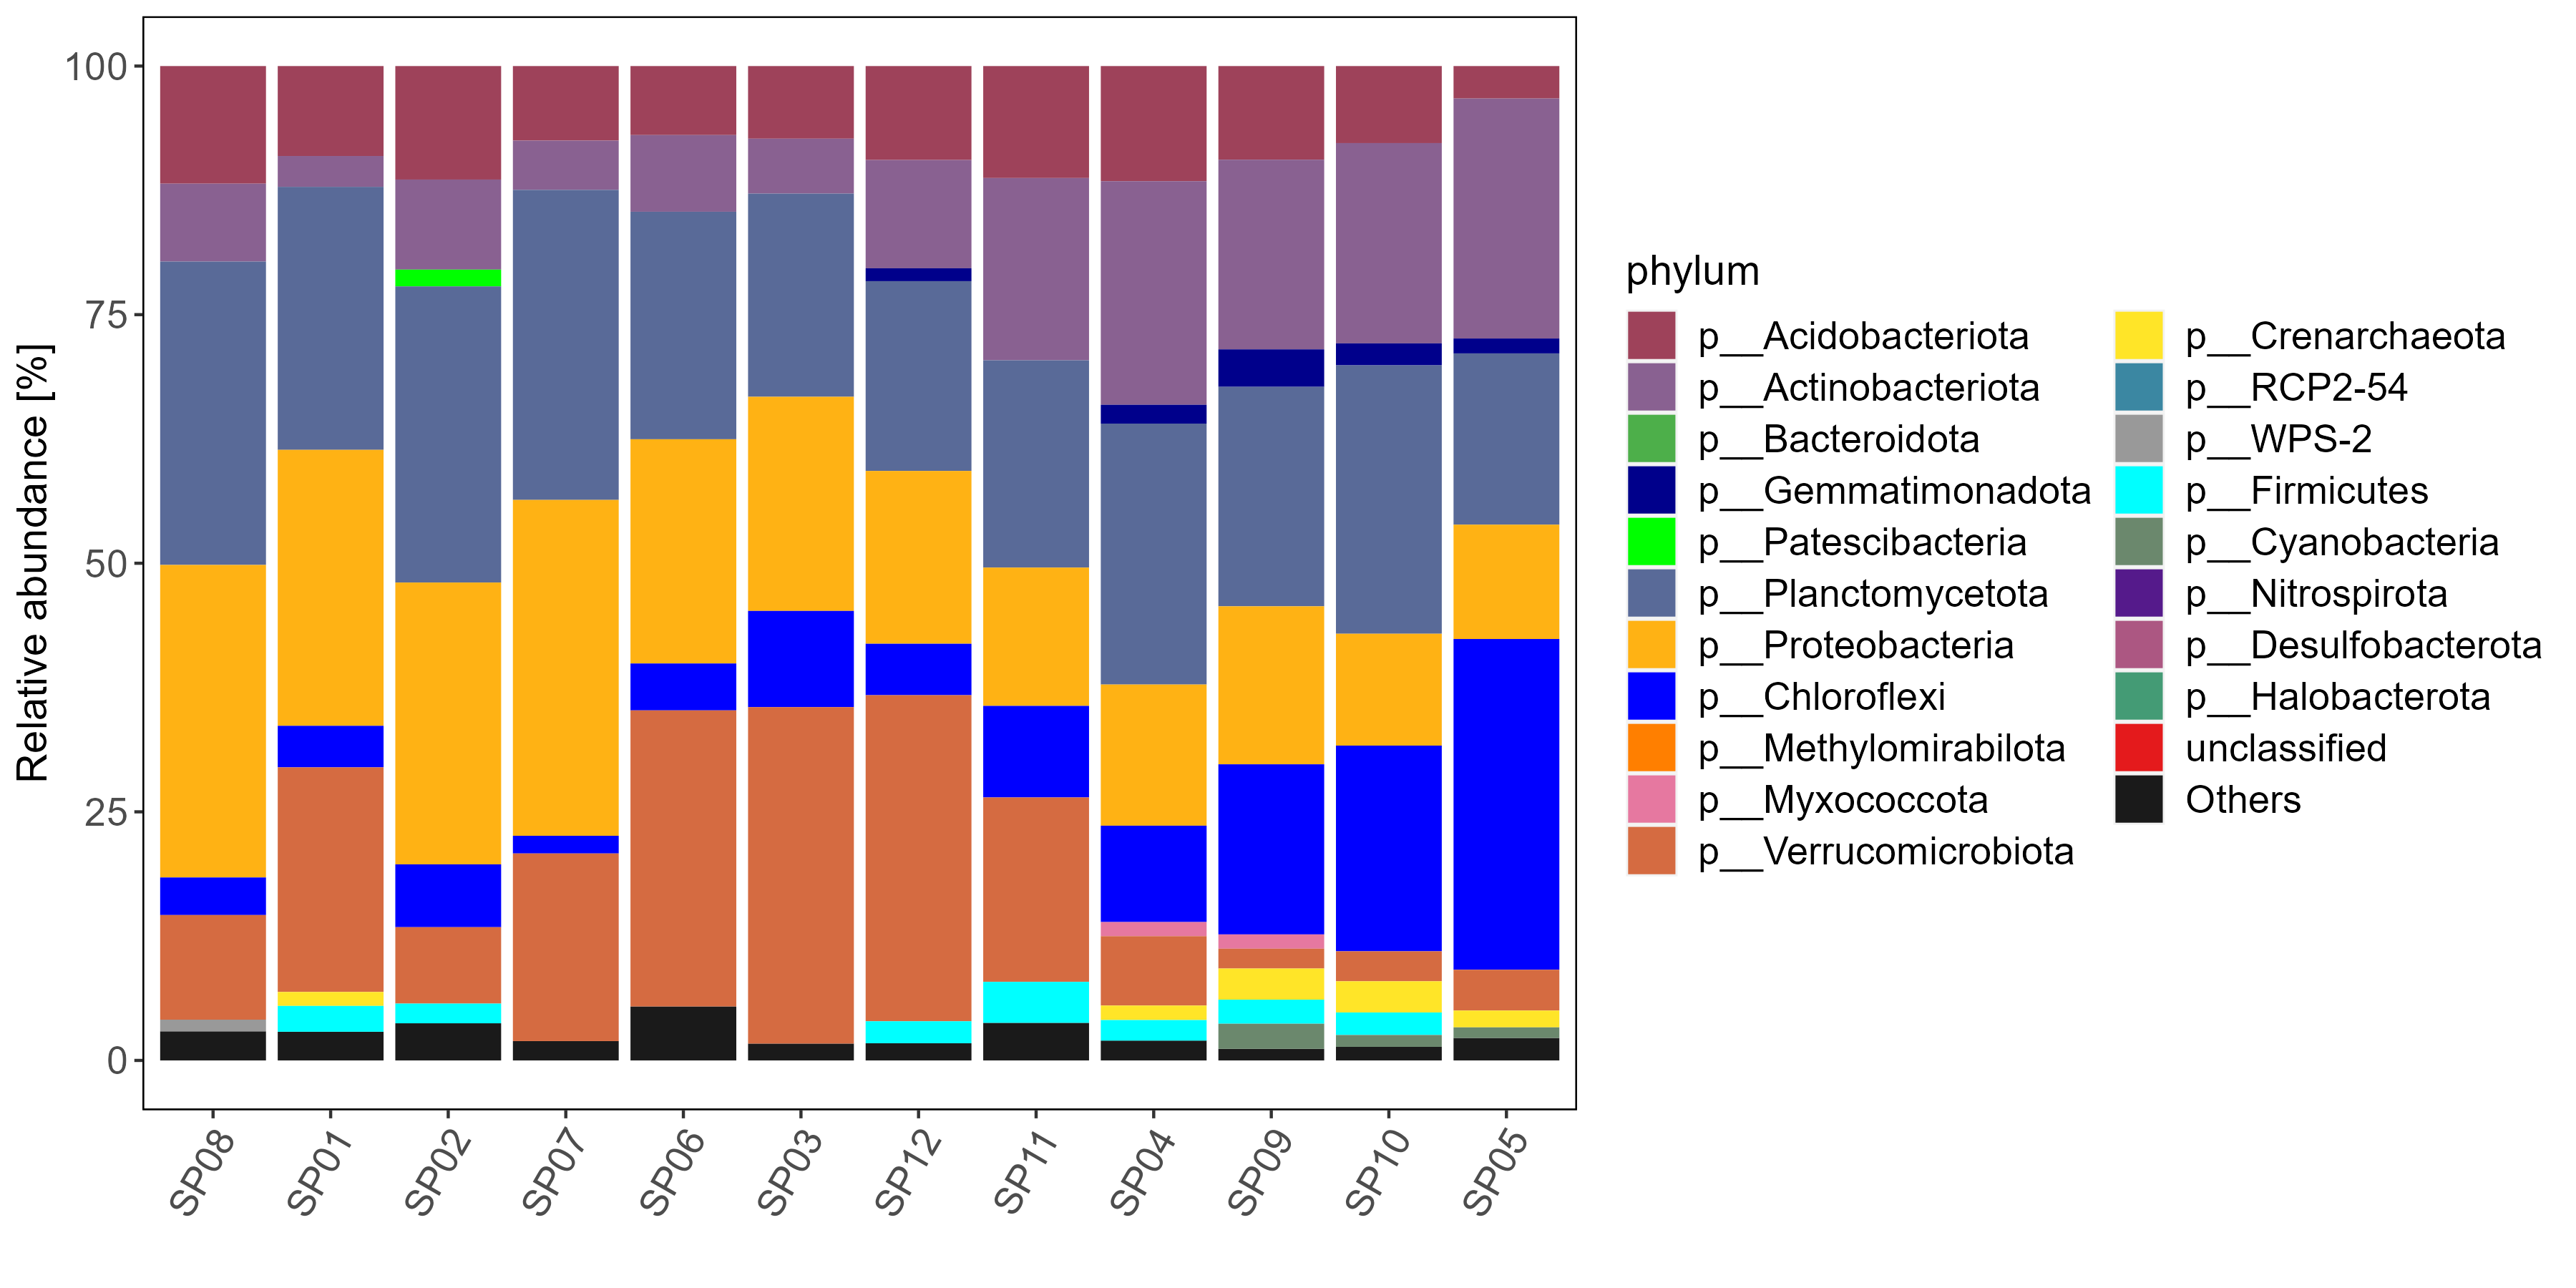 Relative abundance [%]
100
75
50
25
0
SP08
SP01
SP02
SP07
SP06
SP03
SP12
SP11
SP04
SP09
SP10
SP05
phylum
p__Acidobacteriota
p__Actinobacteriota
p__Bacteroidota
p__Gemmatimonadota
p__Patescibacteria
p__Planctomycetota
p__Proteobacteria
p__Chloroflexi
p__Methylomirabilota
p__Myxococcota
p__Verrucomicrobiota
p__Crenarchaeota
p__RCP2-54
p__WPS-2
p__Firmicutes
p__Cyanobacteria
p__Nitrospirota
p__Desulfobacterota
p__Halobacterota
unclassified
Others